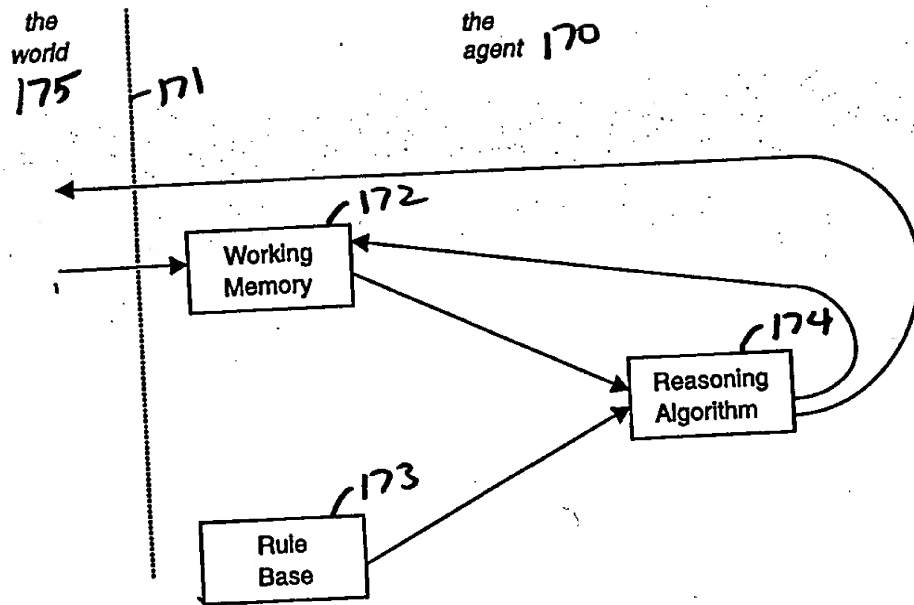 the
world
175
171
the
agent 170
172
Working
Memory
174
Reasoning
Algorithm
173
Rule
Base